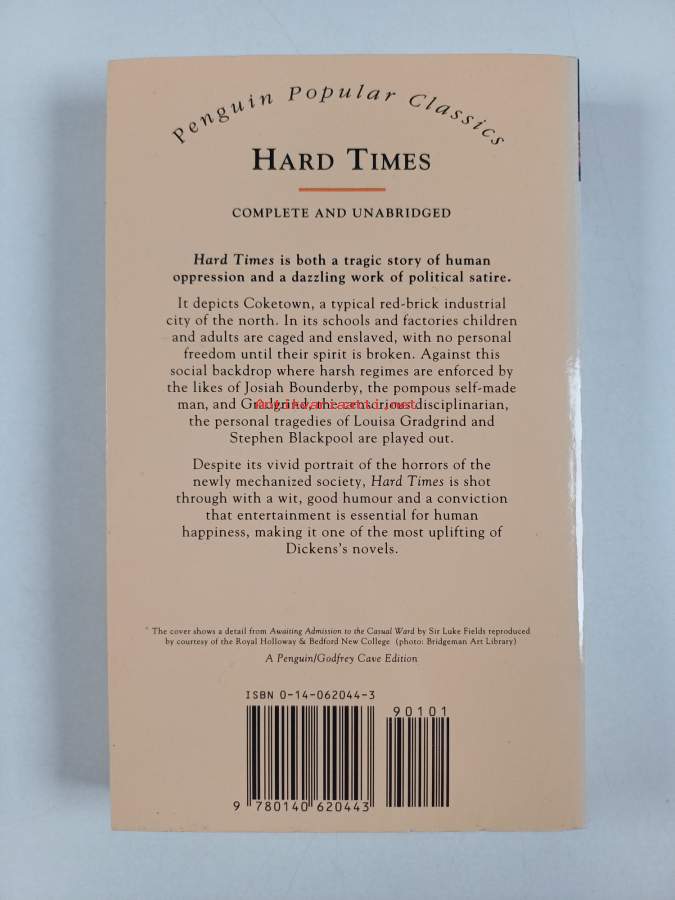 Penguin Popular Classics
HARD TIMES
COMPLETE AND UNABRIDGED
Hard Times is both a tragic story of human
oppression and a dazzling work of political satire.
It depicts Coketown, a typical red-brick industrial
city of the north. In its schools and factories children
and adults are caged and enslaved, with no personal
freedom until their spirit is broken. Against this
social backdrop where harsh regimes are enforced by
the likes of Josiah Bounderby, the pompous self-made
man, and Gradgrind, the censorious disciplinarian,
Antikvariaatti.net
the personal tragedies of Louisa Gradgrind and
Stephen Blackpool are played out.
Despite its vivid portrait of the horrors of the
newly mechanized society, Hard Times is shot
through with a wit, good humour and a conviction
that entertainment is essential for human
happiness, making it one of the most uplifting of
Dickens's novels.
* The cover shows a detail from Awaiting Admission to the Casual Ward by Sir Luke Fields reproduced
by courtesy of the Royal Holloway & Bedford New College (photo: Bridgeman Art Library)
A Penguin/Godfrey Cave Edition
ISBN 0-14-062044-3
90101
9 780140 620443